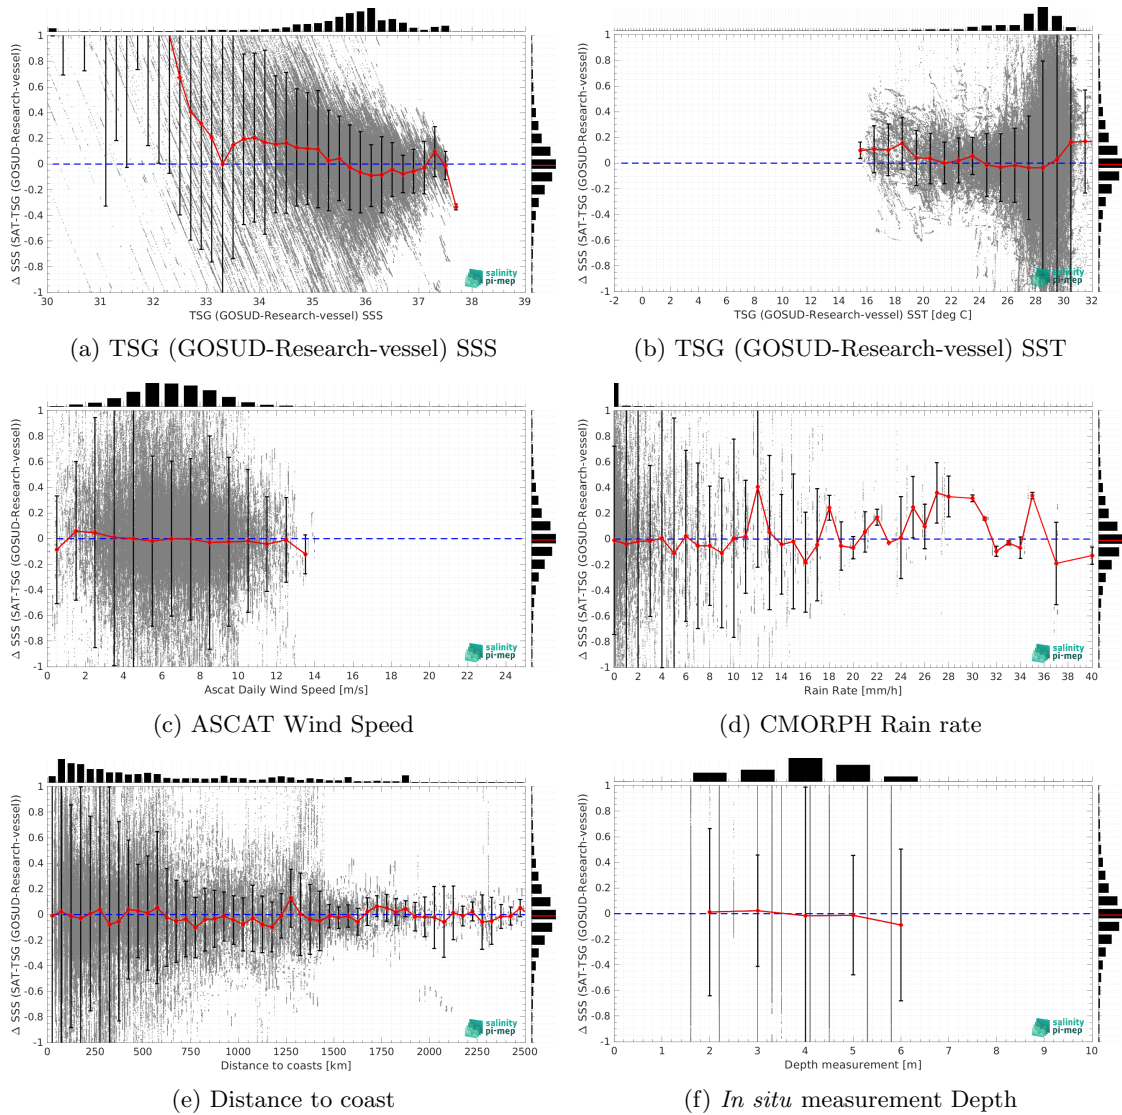 Δ SSS (SAT-TSG (GOSUD-Research-vessel))
1
0.8
0.6
0.4
0.2
0
-0.2
-0.4
-0.6
-0.8
-1
salinity
pi-mep
30 31 32 33 34 35 36 37 38 39
TSG (GOSUD-Research-vessel) SSS
(a) TSG (GOSUD-Research-vessel) SSS
Δ SSS (SAT-TSG (GOSUD-Research-vessel))
1
0.8
0.6
0.4
0.2
0
-0.2
-0.4
-0.6
-0.8
-1
salinity
pi-mep
-2 0 2 4 6 8 10 12 14 16 18 20 22 24 26 28 30 32
TSG (GOSUD-Research-vessel) SST [deg C]
(b) TSG (GOSUD-Research-vessel) SST
Δ SSS (SAT-TSG (GOSUD-Research-vessel))
1
0.8
0.6
0.4
0.2
0
-0.2
-0.4
-0.6
-0.8
-1
salinity
pi-mep
0 2 4 6 8 10 12 14 16 18 20 22 24
Ascat Daily Wind Speed [m/s]
(c) ASCAT Wind Speed
Δ SSS (SAT-TSG (GOSUD-Research-vessel))
1
0.8
0.6
0.4
0.2
0
-0.2
-0.4
-0.6
-0.8
-1
salinity
pi-mep
0 2 4 6 8 10 12 14 16 18 20 22 24 26 28 30 32 34 36 38 40
Rain Rate [mm/h]
(d) CMORPH Rain rate
Δ SSS (SAT-TSG (GOSUD-Research-vessel))
1
0.8
0.6
0.4
0.2
0
-0.2
-0.4
-0.6
-0.8
-1
salinity
pi-mep
0 250 500 750 1000 1250 1500 1750 2000 2250 2500
Distance to coasts [km]
(e) Distance to coast
Δ SSS (SAT-TSG (GOSUD-Research-vessel))
1
0.8
0.6
0.4
0.2
0
-0.2
-0.4
-0.6
-0.8
-1
salinity
pi-mep
0 1 2 3 4 5 6 7 8 9 10
Depth measurement [m]
(f) In situ measurement Depth